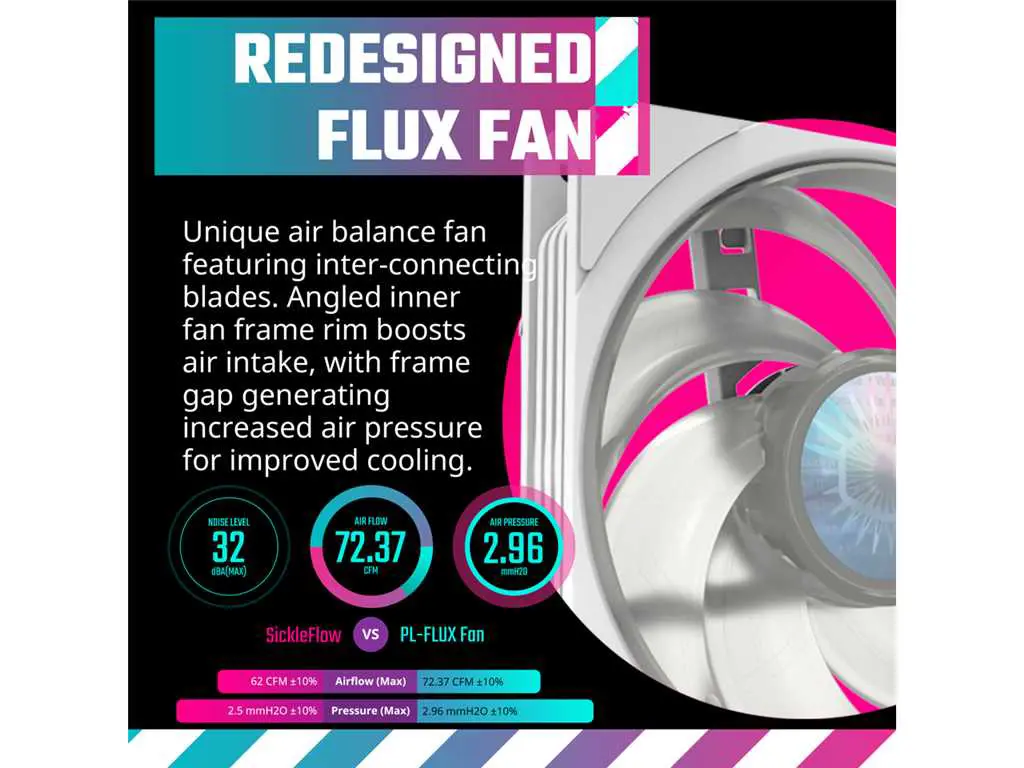 REDESIGNED
FLUX FAN
Unique air balance fan
featuring inter-connecting
blades. Angled inner
fan frame rim boosts
air intake, with frame
gap generating
increased air pressure
for improved cooling.
NOISE LEVEL
32
dBA(MAX)
AIR FLOW
72.37
CFM
AIR PRESSURE
2.96
mmH2O
SickleFlow VS PL-FLUX Fan
62 CFM ±10% Airflow (Max) 72.37 CFM ±10%
2.5 mmH2O ±10% Pressure (Max) 2.96 mmH2O ±10%